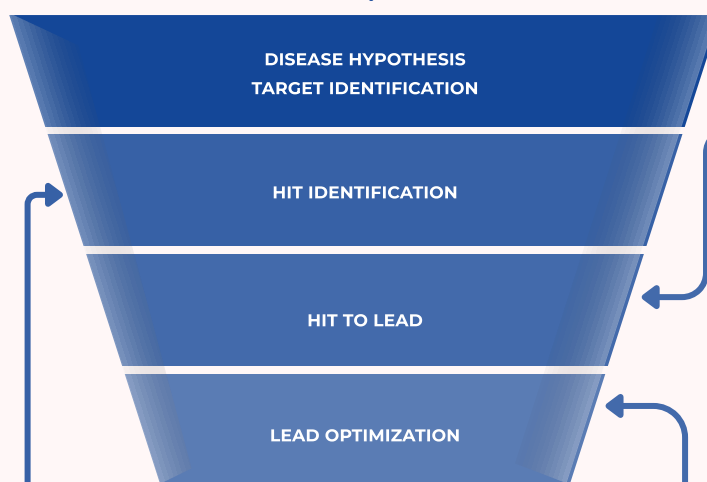 DISEASE HYPOTHESIS
TARGET IDENTIFICATION
HIT IDENTIFICATION
HIT TO LEAD
LEAD OPTIMIZATION